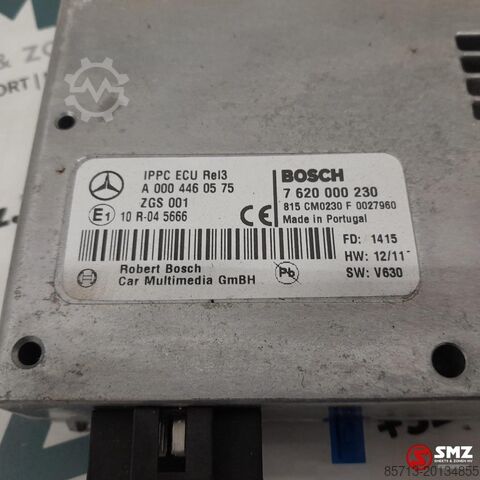 IPPC ECU Rel3
A 000 446 05 75
ZGS 001
E1 10 R-04 5666
BOSCH
7 620 000 230
815 CM0230 F 0027960
Made in Portugal
CE
FD: 1415
HW: 12/11
SW: V630
Robert Bosch
Car Multimedia GmBH
Pb
SMZ
85713-20134855